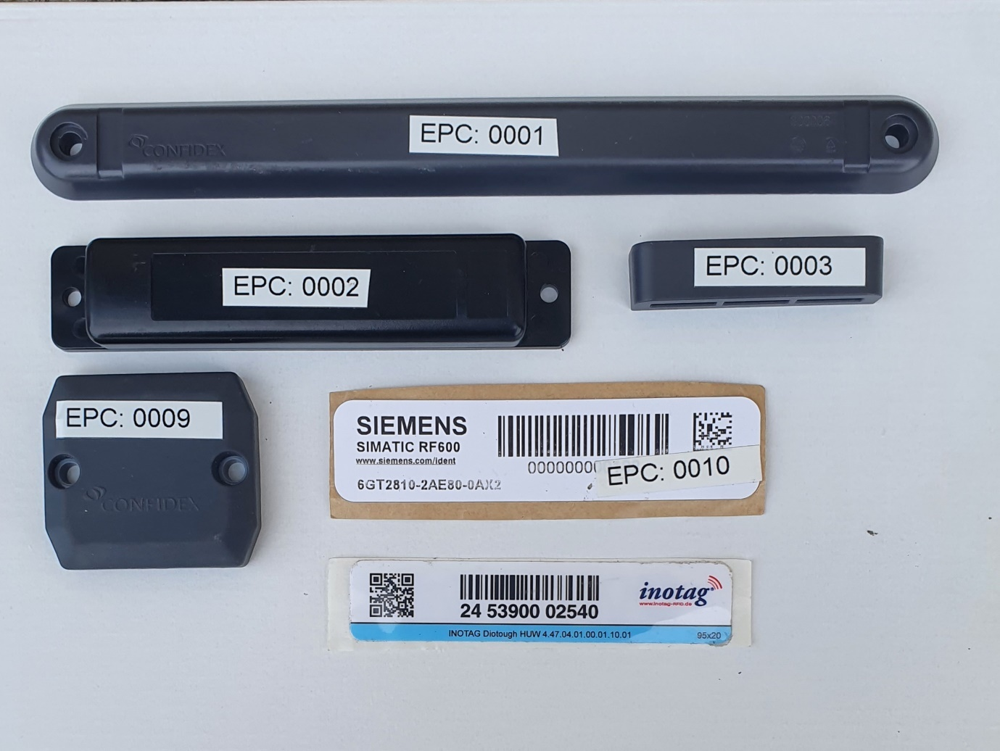 CONFIDEX
EPC: 0001
EPC: 0002
EPC: 0003
EPC: 0009
CONFIDEX
SIEMENS
SIMATIC RF600
www.siemens.com/ident
6GT2810-2AE80-0AX2
EPC: 0010
24 53900 02540
inotag
www.inotag-RFID.de
INOTAG Diotough HUW 4.47.04.01.00.01.10.01
95x20